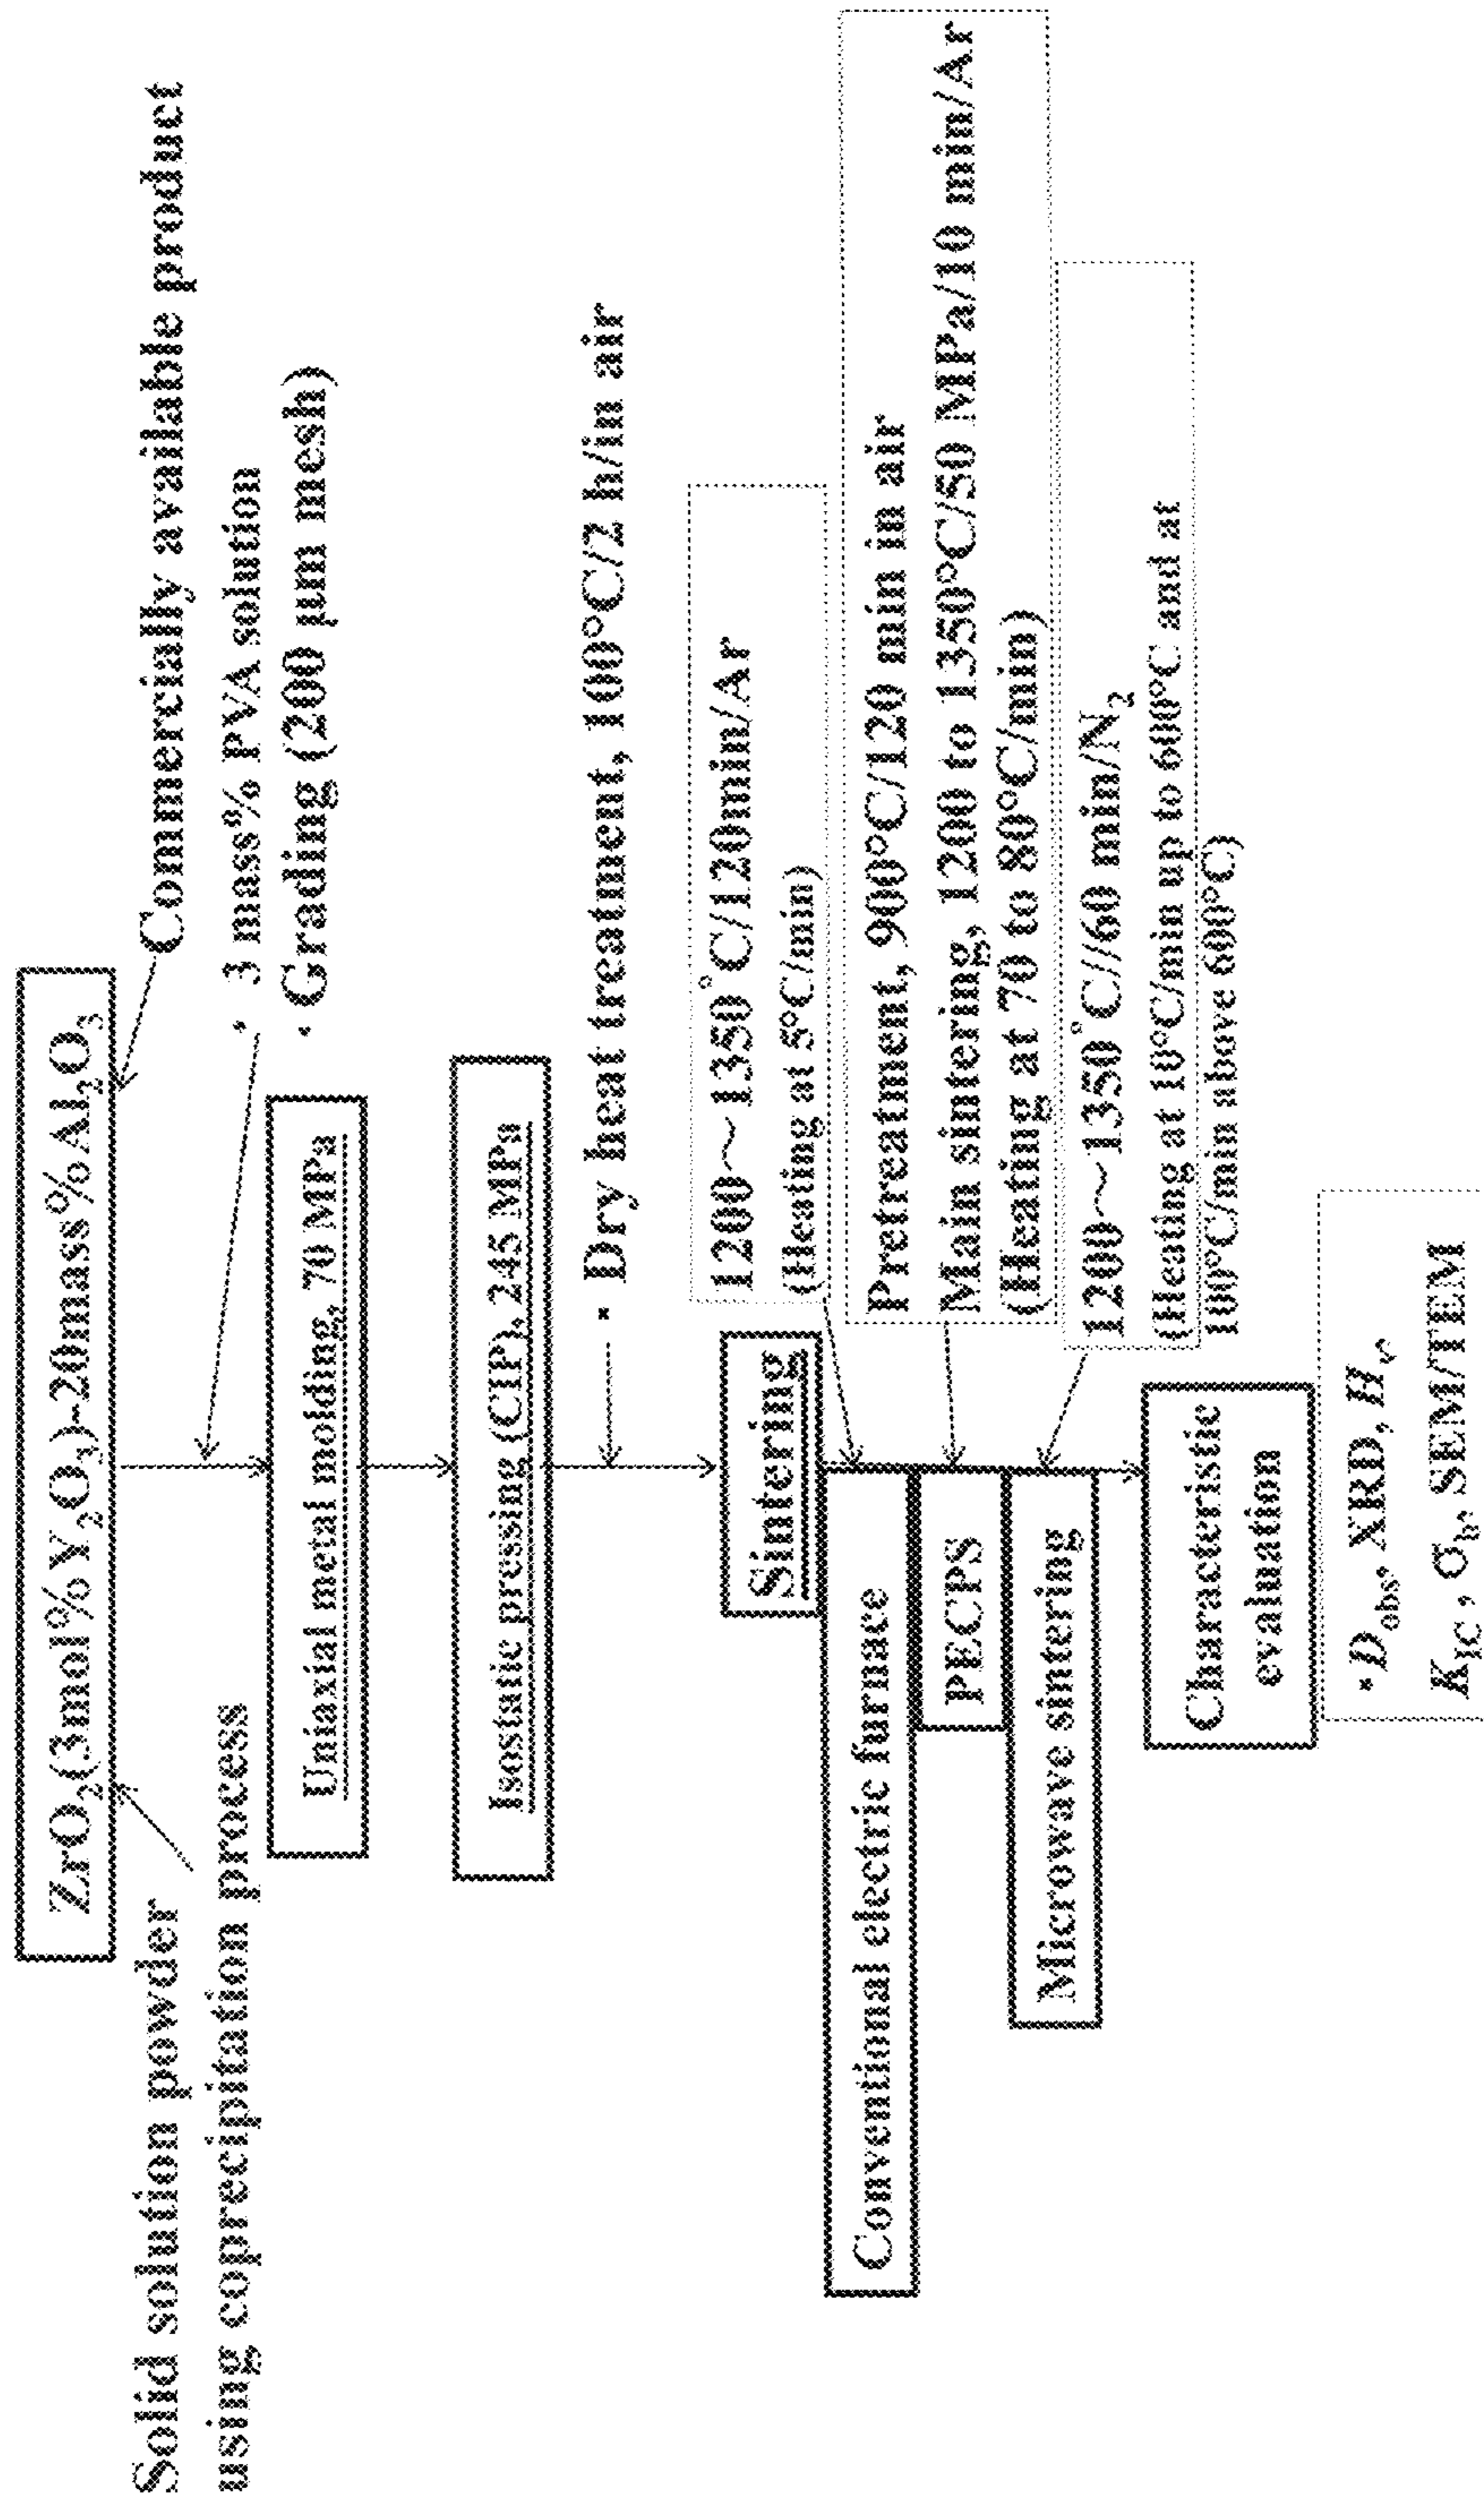 ZrO₂(3mol%Y₂O₃)-20mass%Al₂O₃
Solid solution powder
using coprecipitation process
Commercially available product
・ 3 mass% PVA solution
・Grading (200 μm mesh)
Uniaxial metal molding, 70 MPa
Isostatic pressing (CIP), 245 MPa
・Dry heat treatment, 100°C/2 h/in air
Sintering
1200～1350°C/120min/Ar
(Heating at 5°C/min)
Conventional electric furnace
Pretreatment, 900°C/120 min in air
Main sintering, 1200 to 1350°C/50 MPa/10 min/Ar
(Heating at 70 to 80°C/min)
PECPS
1200～1350°C//60 min/N₂
(Heating at 10°C/min up to 600°C and at
100°C/min above 600°C)
Microwave sintering
Characteristic
evaluation
・D_obs, XRD, H_v,
K_IC , σ_b, SEM/TEM